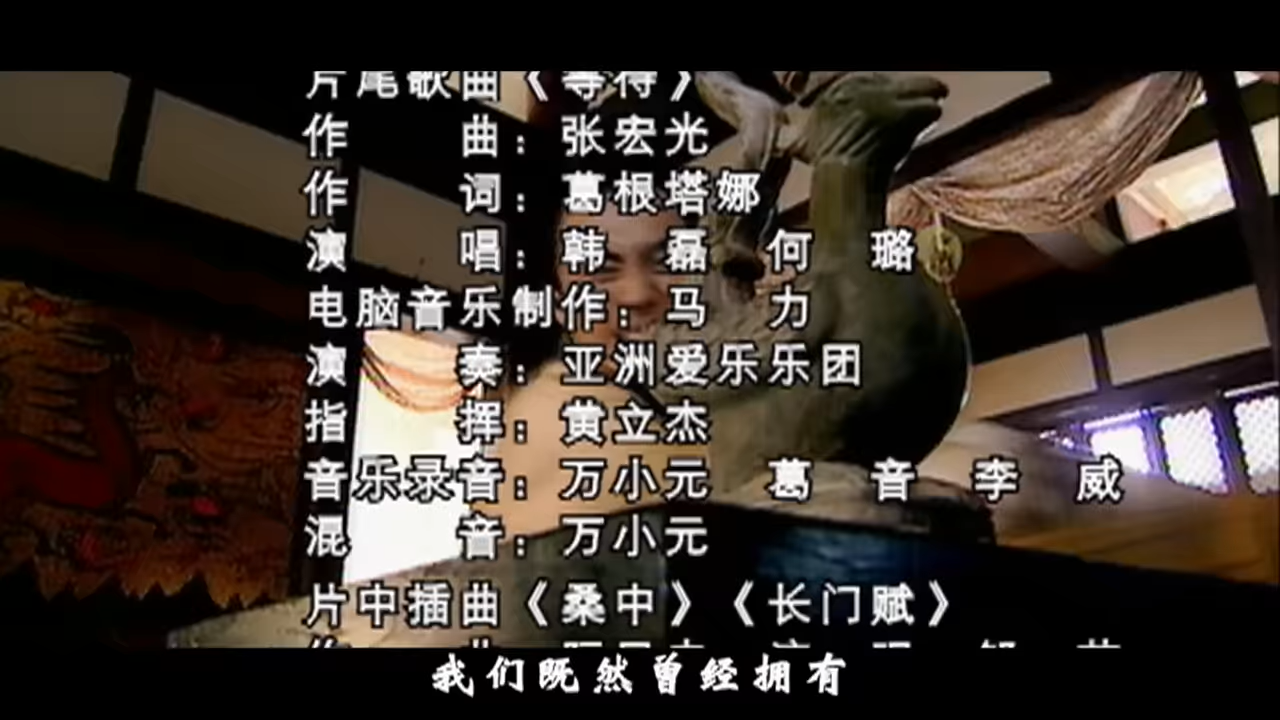 片尾歌曲《等待》
作 曲：张宏光
作 词：葛根塔娜
演 唱：韩 磊 何 璐
电脑音乐制作：马 力
演 奏：亚洲爱乐乐团
指 挥：黄立杰
音乐录音：万小元 葛 音 李 威
混 音：万小元
片中插曲《桑中》《长门赋》
我们既然曾经拥有